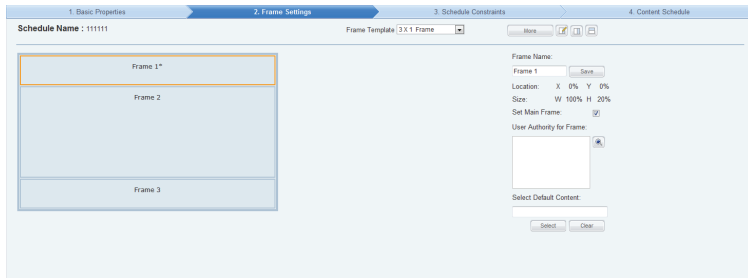 1. Basic Properties 2. Frame Settings 3. Schedule Constraints 4. Content Schedule
Schedule Name : 111111 Frame Template 3 X 1 Frame More
Frame 1*
Frame 2
Frame 3
Frame Name:
Frame 1 Save
Location: X 0% Y 0%
Size: W 100% H 20%
Set Main Frame:
User Authority for Frame:
Select Default Content:
Select Clear